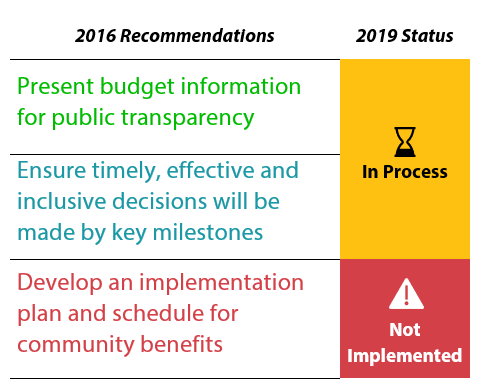 2016 Recommendations
2019 Status
Present budget information
for public transparency
Ensure timely, effective and
inclusive decisions will be
made by key milestones
In Process
Develop an implementation
plan and schedule for
community benefits
Not
Implemented